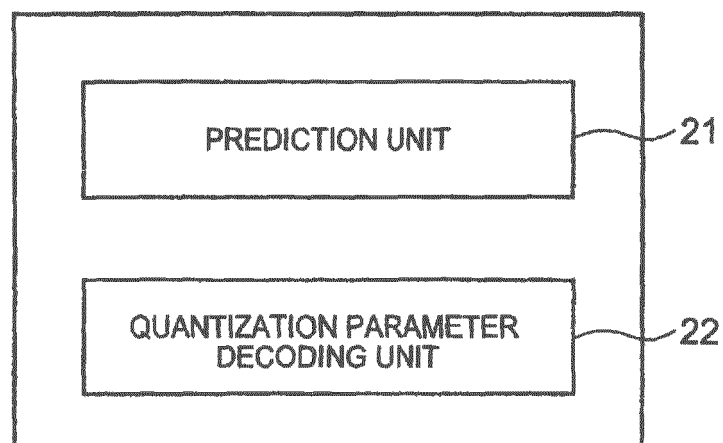 PREDICTION UNIT
21
QUANTIZATION PARAMETER
DECODING UNIT
22